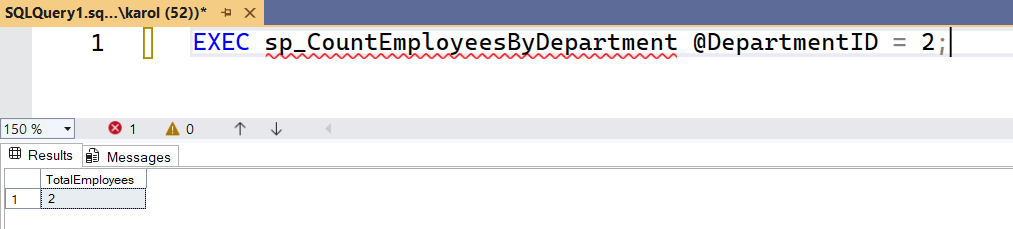 SQLQuery1.sq...\karol (52))*
1 EXEC sp_CountEmployeesByDepartment @DepartmentID = 2;
150 % 1 0
Results Messages
TotalEmployees
1 2